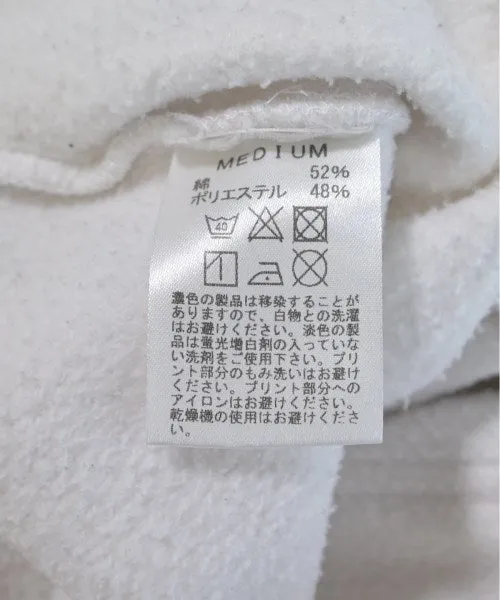 MEDIUM
綿 52%
ポリエステル 48%
40
濃色の製品は移染することが
ありますので、白物との洗濯
はお避けください。淡色の製
品は蛍光増白剤の入っていな
い洗剤をご使用下さい。プリ
ント部分のもみ洗いはお避け
ください。プリント部分への
アイロンはお避けください。
乾燥機の使用はお避けくださ
い。